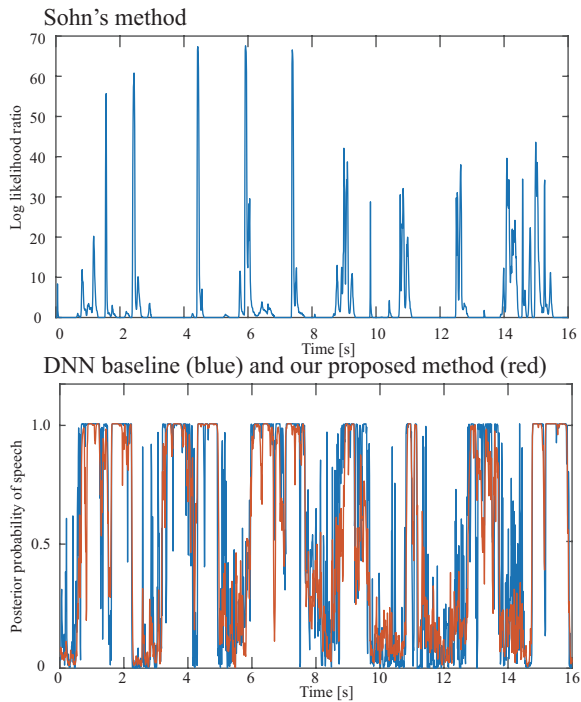 Sohn's method
Log likelihood ratio
70
60
50
40
30
20
10
0
0 2 4 6 8 10 12 14 16
Time [s]
DNN baseline (blue) and our proposed method (red)
Posterior probability of speech
1.0
0.5
0
0 2 4 6 8 10 12 14 16
Time [s]